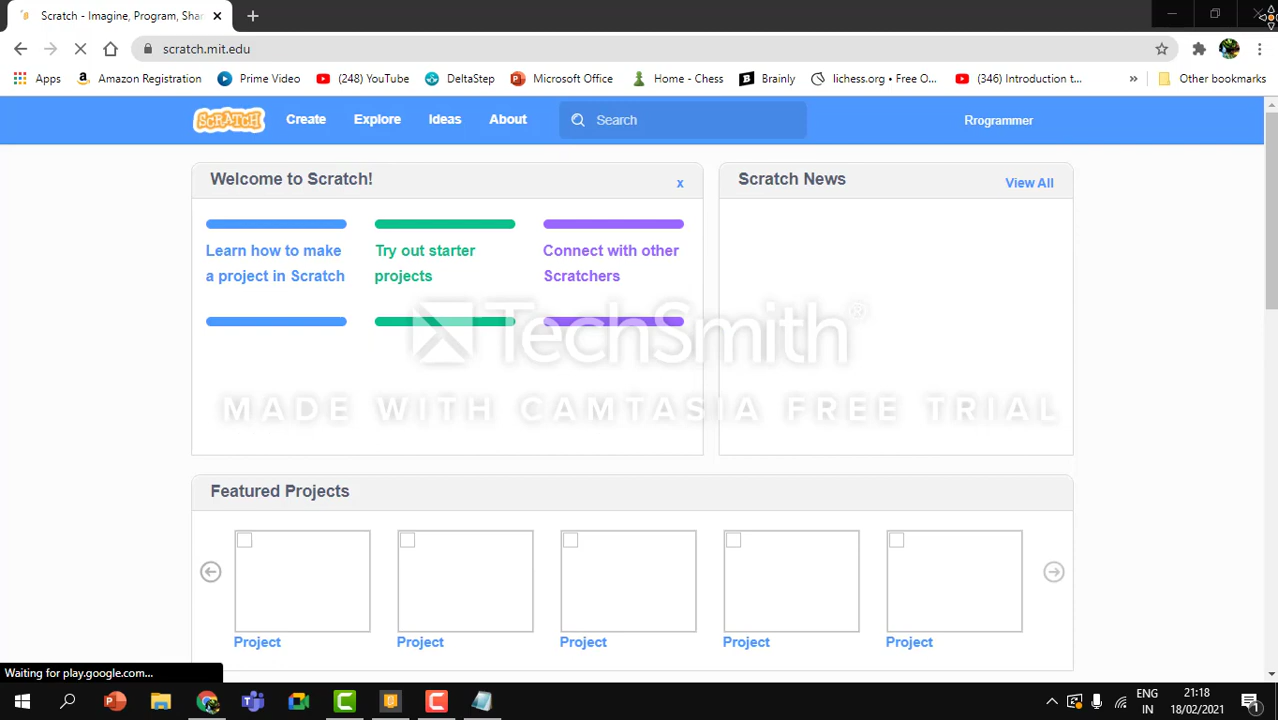 Scratch - Imagine, Program, Sha
scratch.mit.edu
Apps
Amazon Registration
Prime Video
(248) YouTube
DeltaStep
Microsoft Office
Home - Chess
Brainly
lichess.org • Free O...
(346) Introduction t...
»
Other bookmarks
SCRATCH
Create
Explore
Ideas
About
Search
Rrogrammer
Welcome to Scratch!
x
Scratch News
View All
Learn how to make
a project in Scratch
Try out starter
projects
Connect with other
Scratchers
TechSmith®
MADE WITH CAMTASIA FREE TRIAL
Featured Projects
Project
Project
Project
Project
Project
Waiting for play.google.com...
ENG
IN
21:18
18/02/2021
1